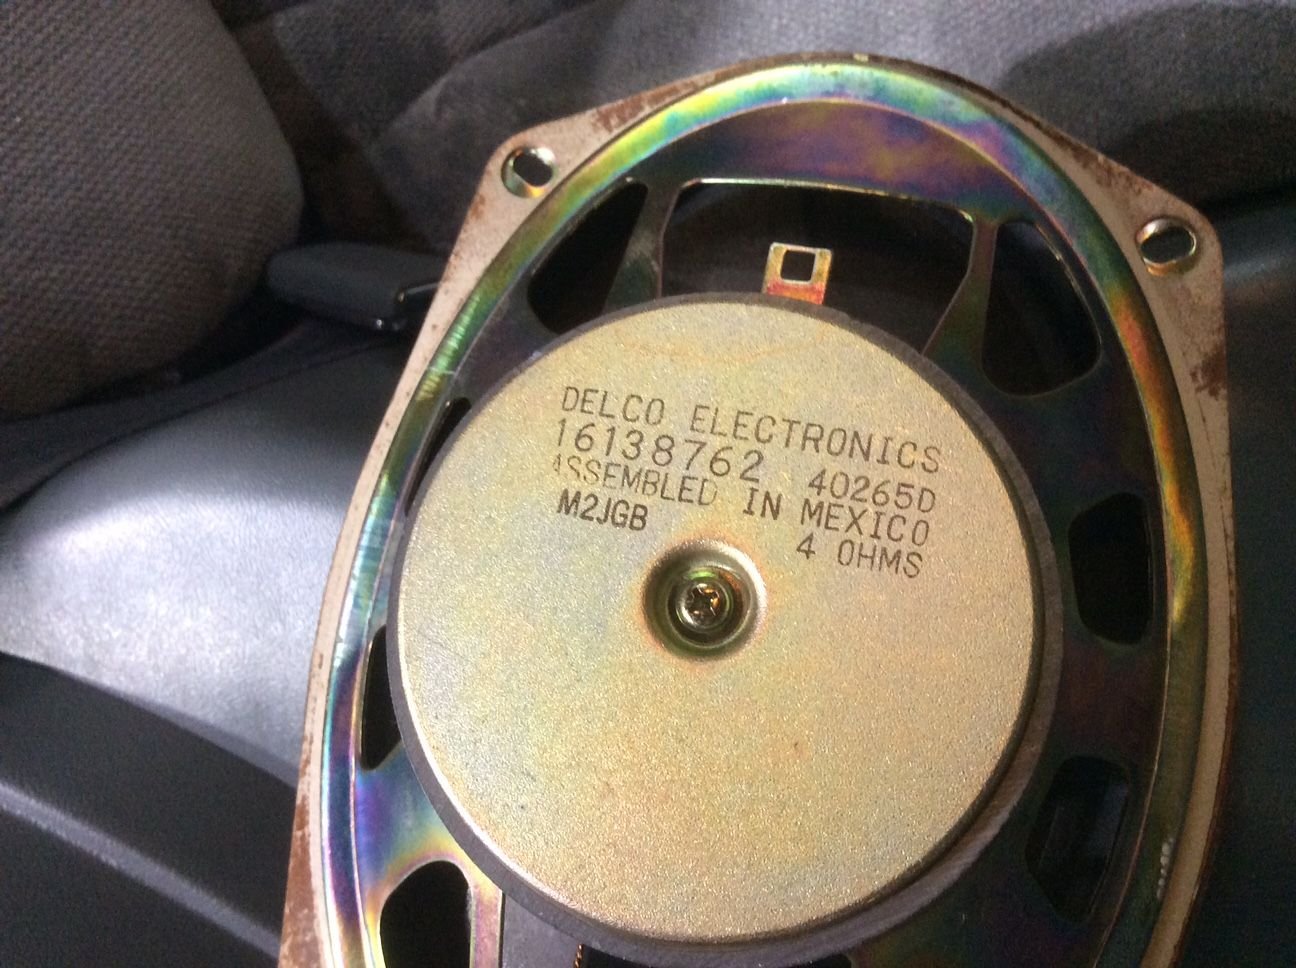 DELCO ELECTRONICS
16138762 40265D
ASSEMBLED IN MEXICO
M2JGB 4 OHMS